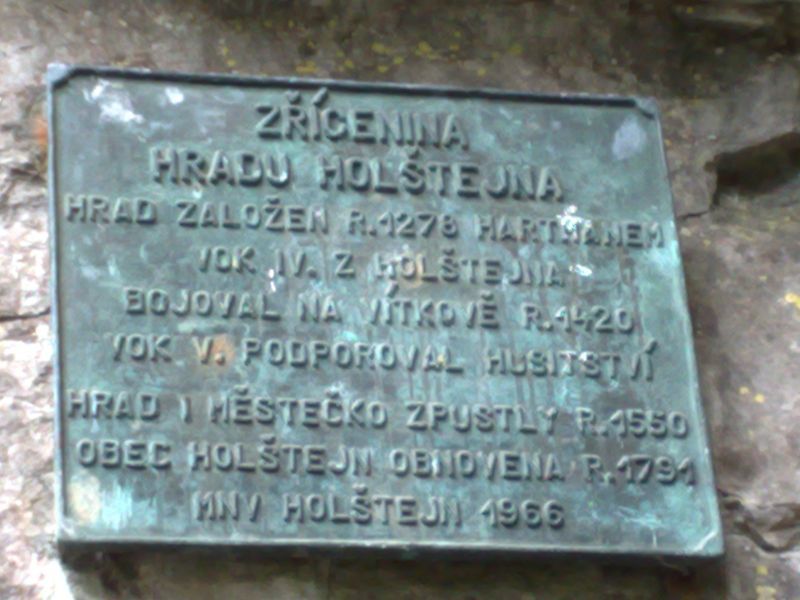 ZŘÍCENINA
HRADU HOLŠTEJNA
HRAD ZALOŽEN R.1278 HARTMANEM
VOK IV. Z HOLŠTEJNA
BOJOVAL NA VÍTKOVĚ R.1420
VOK V. PODPOROVAL HUSITSTVÍ
HRAD I MĚSTEČKO ZPUSTLY R.1550
OBEC HOLŠTEJN OBNOVENA R.1791
MNV HOLŠTEJN 1966